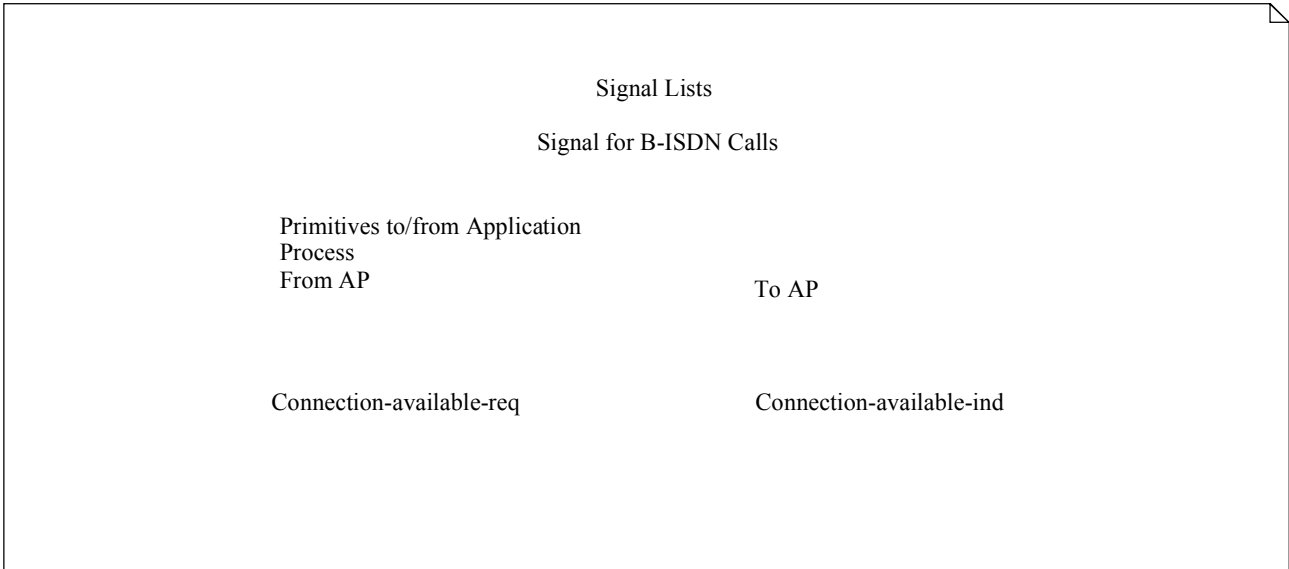 Signal Lists
Signal for B-ISDN Calls
Primitives to/from Application
Process
From AP
To AP
Connection-available-req
Connection-available-ind